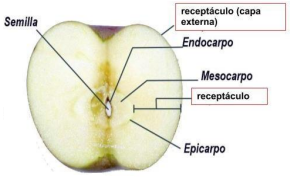 receptáculo (capa
externa)
Semilla
Endocarpo
Mesocarpo
receptáculo
Epicarpo